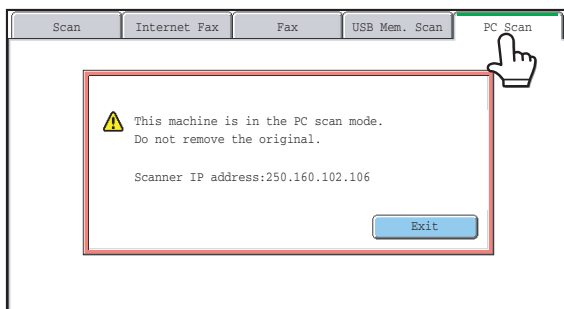 Scan Internet Fax Fax USB Mem. Scan PC Scan
This machine is in the PC scan mode.
Do not remove the original.
Scanner IP address:250.160.102.106
Exit